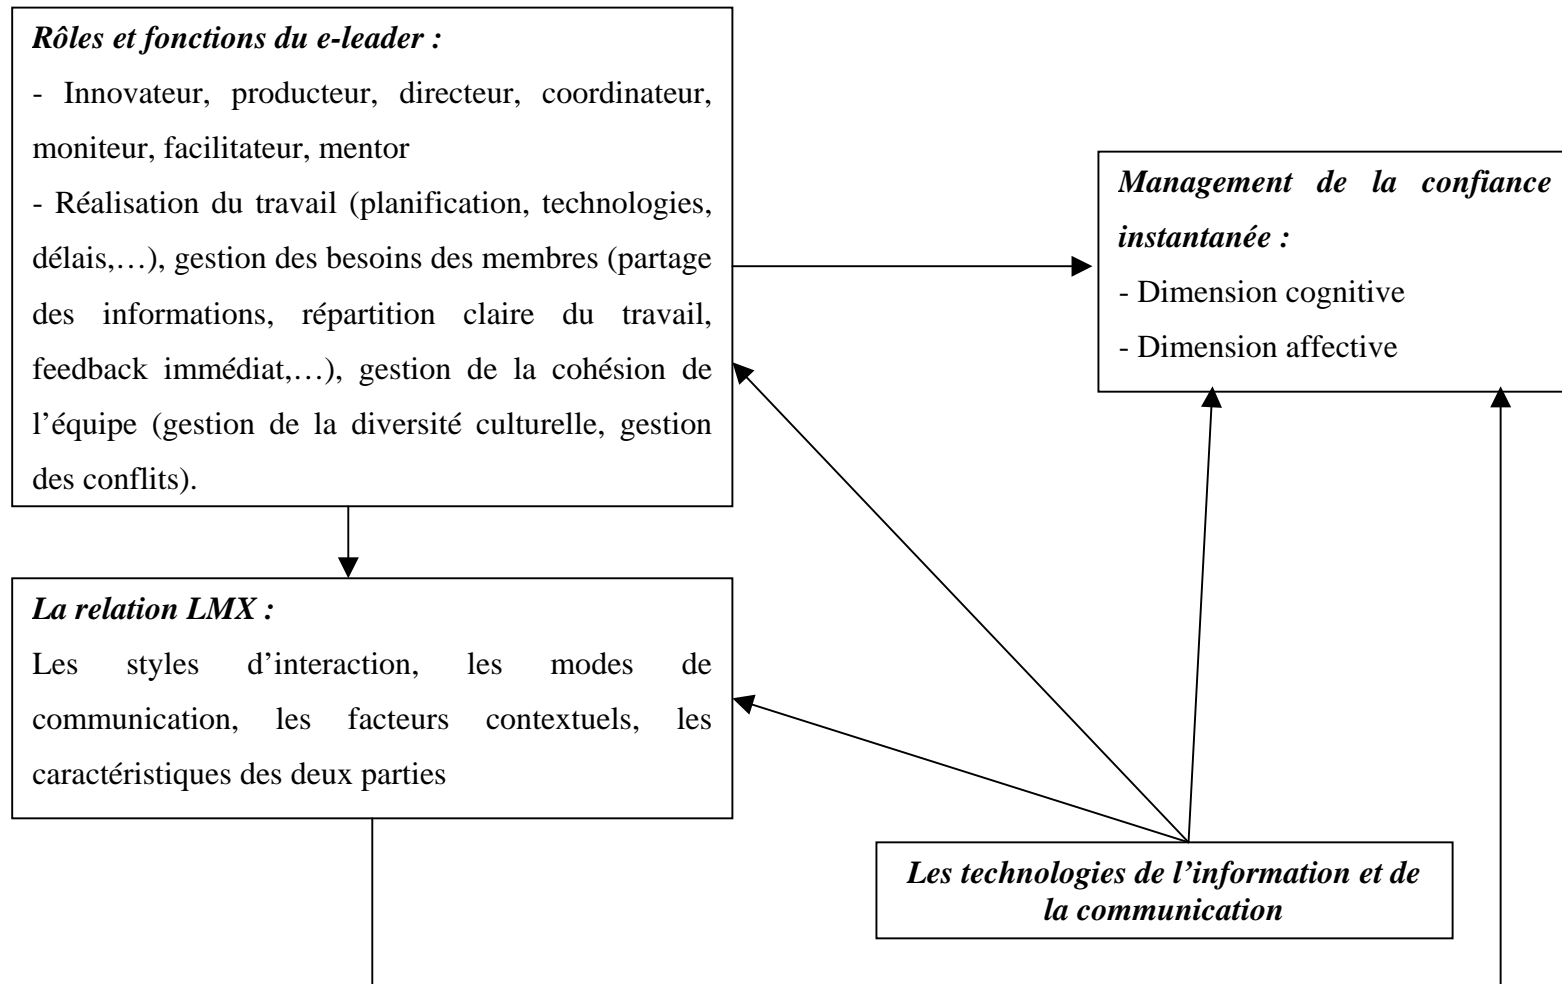 Rôles et fonctions du e-leader :
- Innovateur, producteur, directeur, coordinateur,
moniteur, facilitateur, mentor
- Réalisation du travail (planification, technologies,
délais,…), gestion des besoins des membres (partage
des informations, répartition claire du travail,
feedback immédiat,…), gestion de la cohésion de
l’équipe (gestion de la diversité culturelle, gestion
des conflits).
Management de la confiance
instantanée :
- Dimension cognitive
- Dimension affective
La relation LMX :
Les styles d’interaction, les modes de
communication, les facteurs contextuels, les
caractéristiques des deux parties
Les technologies de l’information et de
la communication